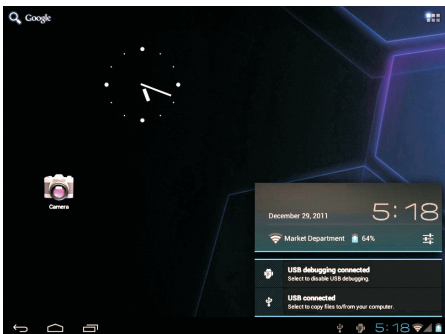 Google
Camera
December 29, 2011
5:18
Market Department 64%
USB debugging connected
Select to disable USB debugging.
USB connected
Select to copy files to/from your computer.
5:18